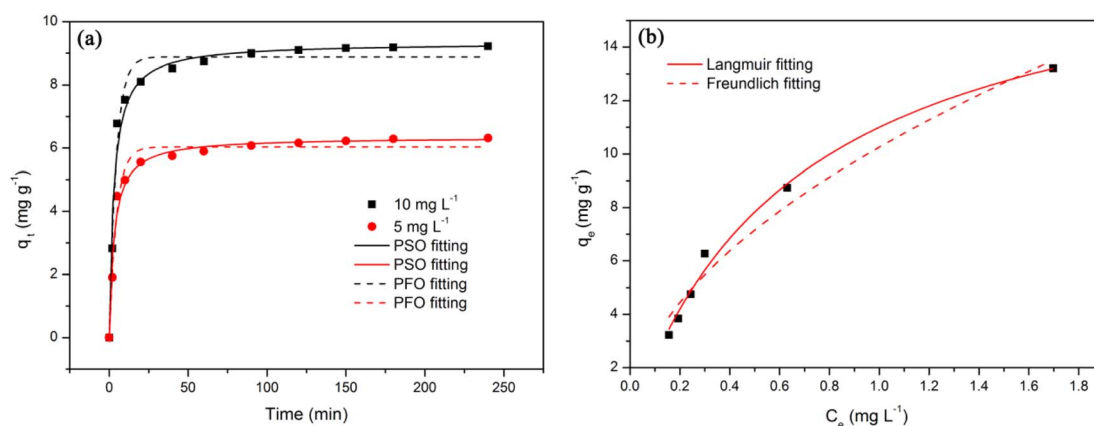 (a)
10
8
6
4
2
0
q t (mg g-1)
10 mg L-1
5 mg L-1
PSO fitting
PSO fitting
PFO fitting
PFO fitting
0 50 100 150 200 250
Time (min)
(b)
14
12
10
8
6
4
2
qe (mg g-1)
Langmuir fitting
Freundlich fitting
0.0 0.2 0.4 0.6 0.8 1.0 1.2 1.4 1.6 1.8
Ce (mg L-1)